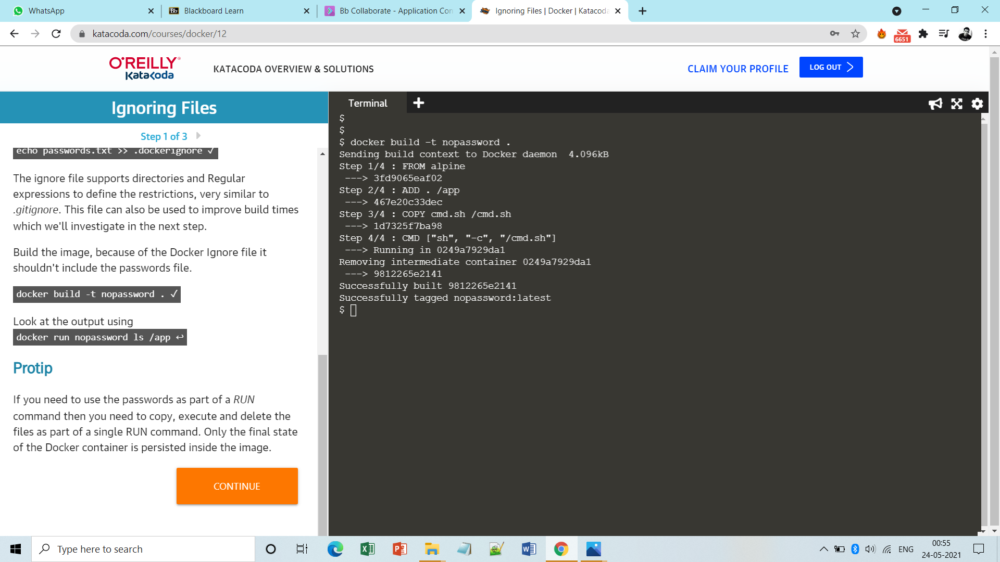 WhatsApp
Bb Blackboard Learn
Bb Collaborate - Application Con
Ignoring Files | Docker | Katacoda
katacoda.com/courses/docker/12
6651
O'REILLY®
Katacoda
KATACODA OVERVIEW & SOLUTIONS
CLAIM YOUR PROFILE
LOG OUT
Ignoring Files
Step 1 of 3
echo passwords.txt >> .dockerignore ✓
The ignore file supports directories and Regular
expressions to define the restrictions, very similar to
.gitignore. This file can also be used to improve build times
which we'll investigate in the next step.
Build the image, because of the Docker Ignore file it
shouldn't include the passwords file.
docker build -t nopassword . ✓
Look at the output using
docker run nopassword ls /app ↩
Protip
If you need to use the passwords as part of a RUN
command then you need to copy, execute and delete the
files as part of a single RUN command. Only the final state
of the Docker container is persisted inside the image.
CONTINUE
Terminal
$
$
$ docker build -t nopassword .
Sending build context to Docker daemon  4.096kB
Step 1/4 : FROM alpine
 ---> 3fd9065eaf02
Step 2/4 : ADD . /app
 ---> 467e20c33dec
Step 3/4 : COPY cmd.sh /cmd.sh
 ---> 1d7325f7ba98
Step 4/4 : CMD ["sh", "-c", "/cmd.sh"]
 ---> Running in 0249a7929da1
Removing intermediate container 0249a7929da1
 ---> 9812265e2141
Successfully built 9812265e2141
Successfully tagged nopassword:latest
$
Type here to search
ENG
00:55
24-05-2021